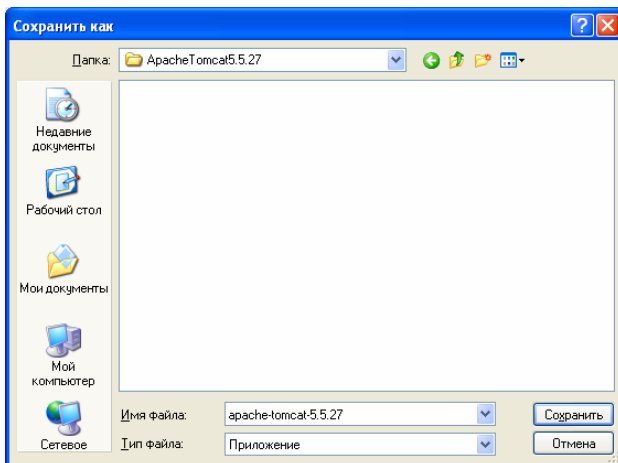 Сохранить как
Папка:
ApacheTomcat5.5.27
Недавние
документы
Рабочий стол
Мои документы
Мой
компьютер
Сетевое
Имя файла:
apache-tomcat-5.5.27
Сохранить
Тип файла:
Приложение
Отмена